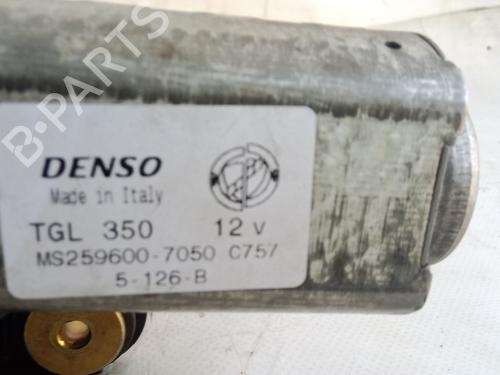 B-PARTS
DENSO
Made in Italy
TGL 350 12 v
MS259600-7050 C757
5-126-B